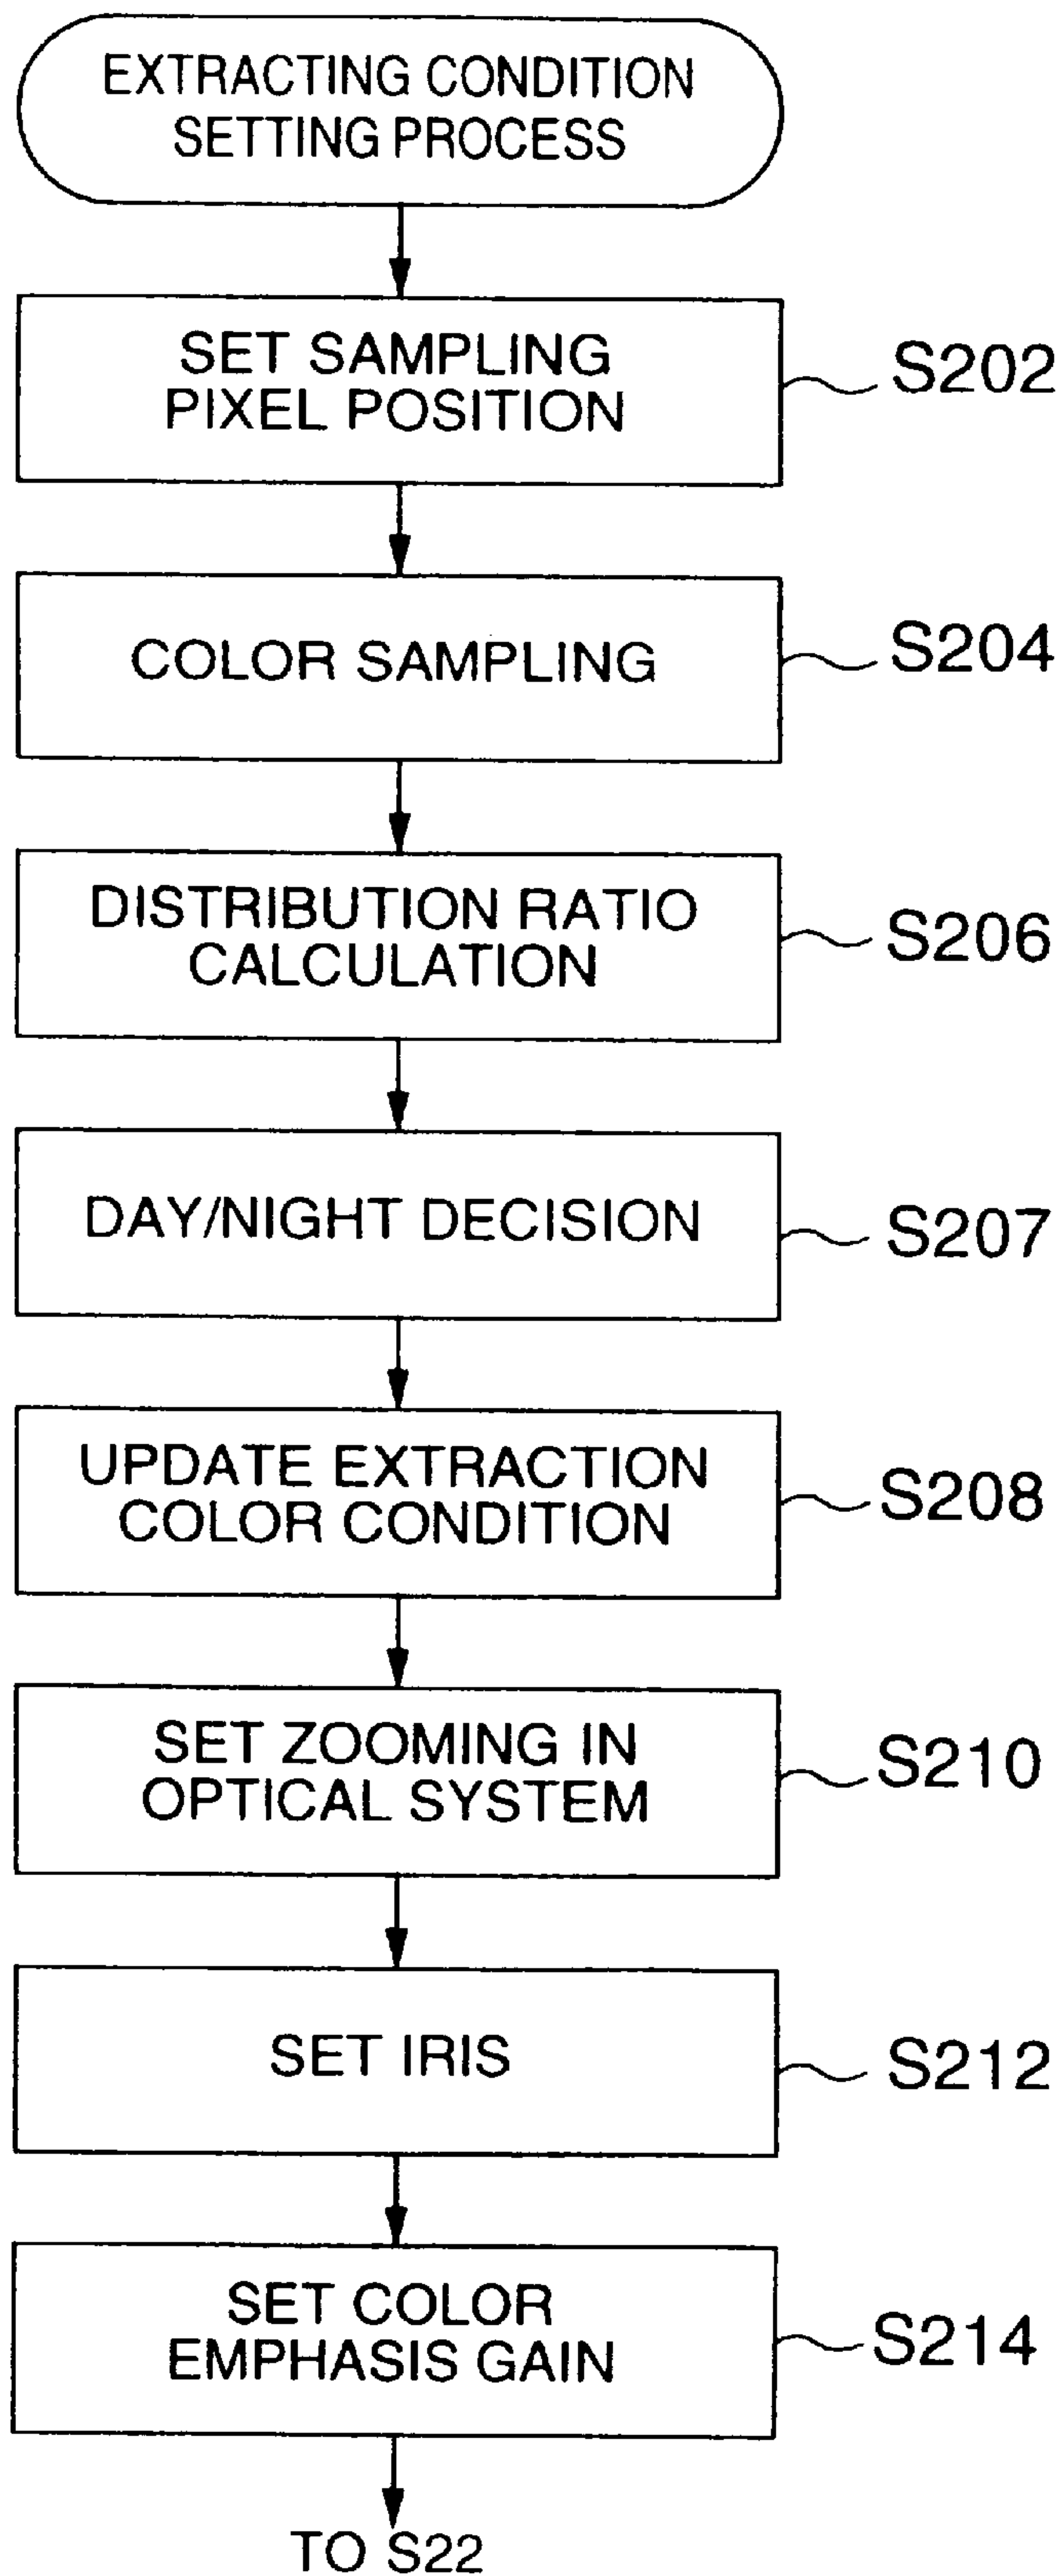 EXTRACTING CONDITION
SETTING PROCESS
SET SAMPLING
PIXEL POSITION
S202
COLOR SAMPLING
S204
DISTRIBUTION RATIO
CALCULATION
S206
DAY/NIGHT DECISION
S207
UPDATE EXTRACTION
COLOR CONDITION
S208
SET ZOOMING IN
OPTICAL SYSTEM
S210
SET IRIS
S212
SET COLOR
EMPHASIS GAIN
S214
TO S22